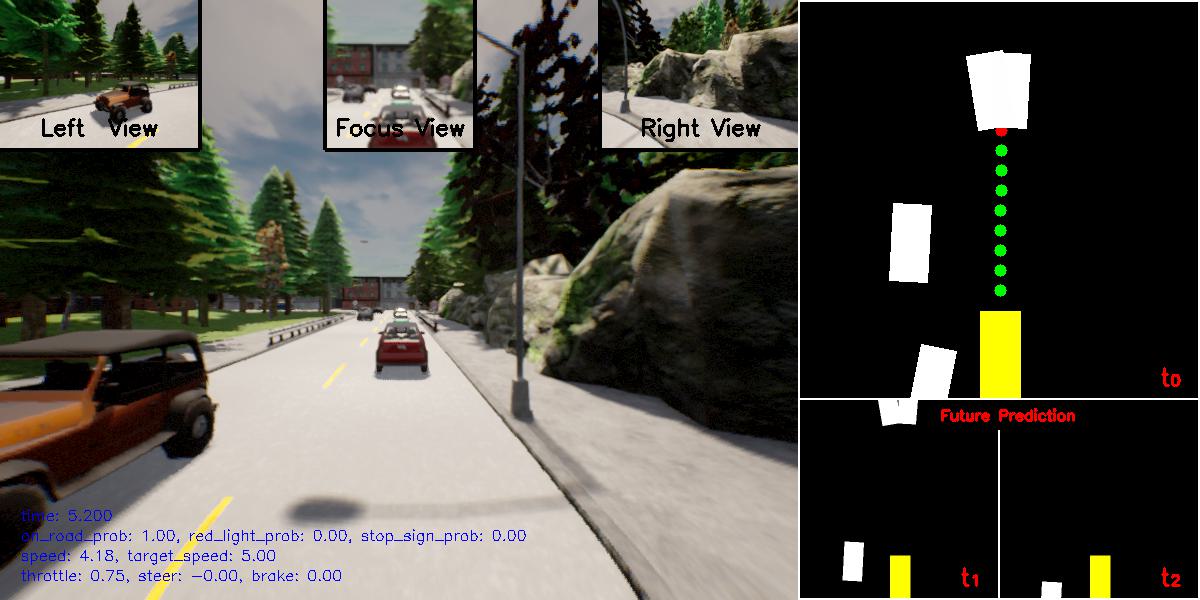 Left View
Focus View
Right View
time: 5.200
on_road_prob: 1.00, red_light_prob: 0.00, stop_sign_prob: 0.00
speed: 4.18, target_speed: 5.00
throttle: 0.75, steer: −0.00, brake: 0.00
t0
Future Prediction
t1
t2